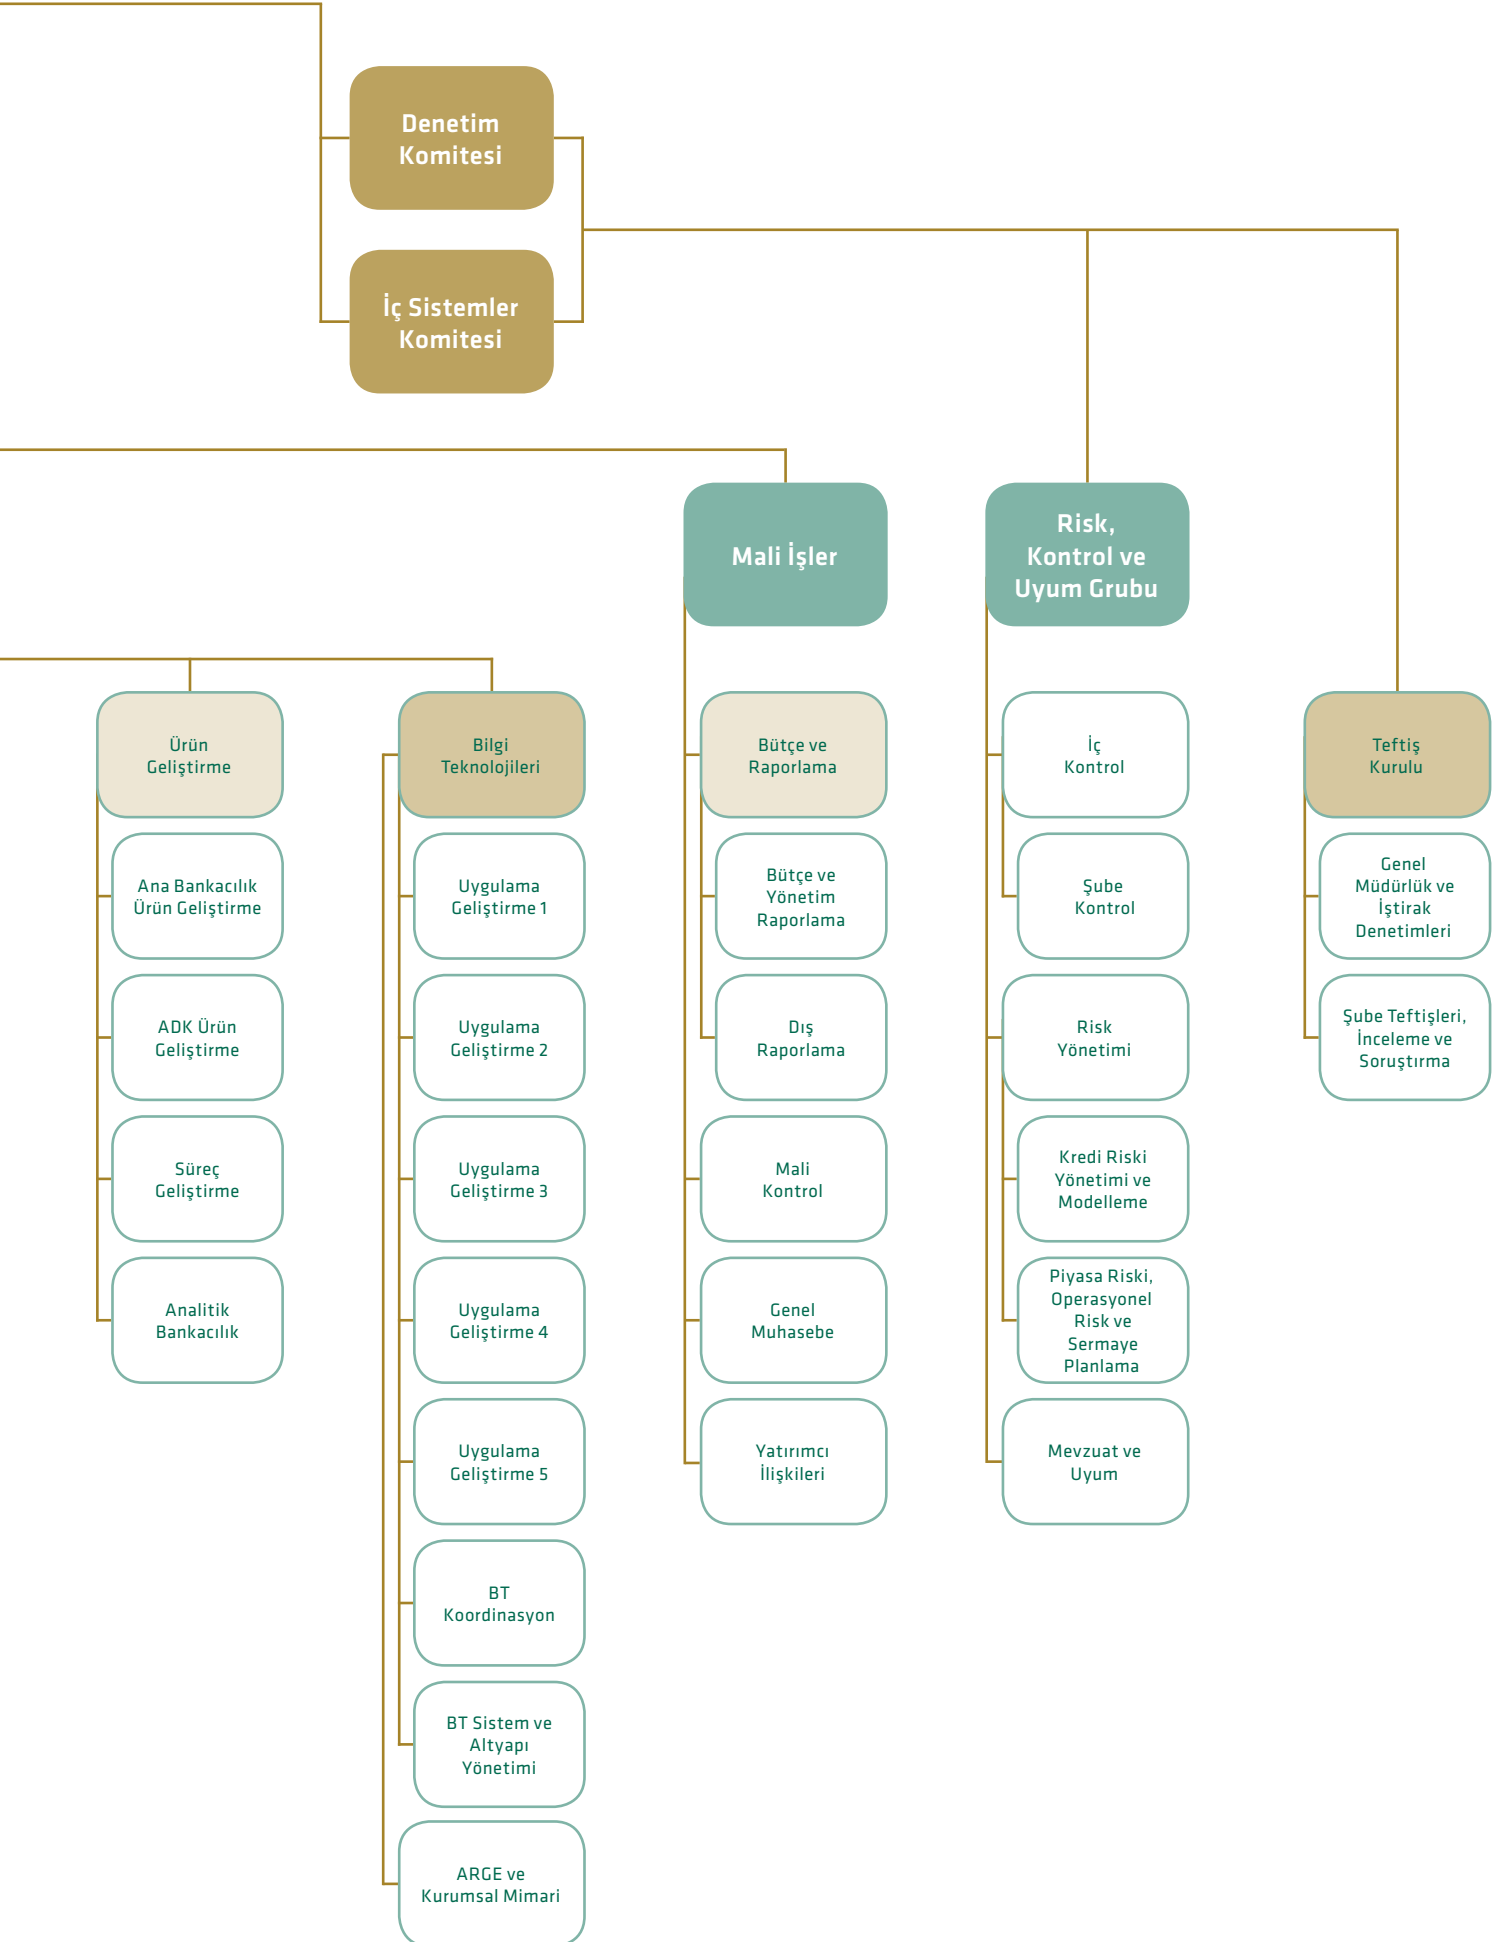 Denetim
Komitesi
İç Sistemler
Komitesi
Mali İşler
Risk,
Kontrol ve
Uyum Grubu
Ürün
Geliştirme
Ana Bankacılık
Ürün Geliştirme
ADK Ürün
Geliştirme
Süreç
Geliştirme
Analitik
Bankacılık
Bilgi
Teknolojileri
Uygulama
Geliştirme 1
Uygulama
Geliştirme 2
Uygulama
Geliştirme 3
Uygulama
Geliştirme 4
Uygulama
Geliştirme 5
BT
Koordinasyon
BT Sistem ve
Altyapı
Yönetimi
ARGE ve
Kurumsal Mimari
Bütçe ve
Raporlama
Bütçe ve
Yönetim
Raporlama
Dış
Raporlama
Mali
Kontrol
Genel
Muhasebe
Yatırımcı
İlişkileri
İç
Kontrol
Şube
Kontrol
Risk
Yönetimi
Kredi Riski
Yönetimi ve
Modelleme
Piyasa Riski,
Operasyonel
Risk ve
Sermaye
Planlama
Mevzuat ve
Uyum
Teftiş
Kurulu
Genel
Müdürlük ve
İştirak
Denetimleri
Şube Teftişleri,
İnceleme ve
Soruştırma